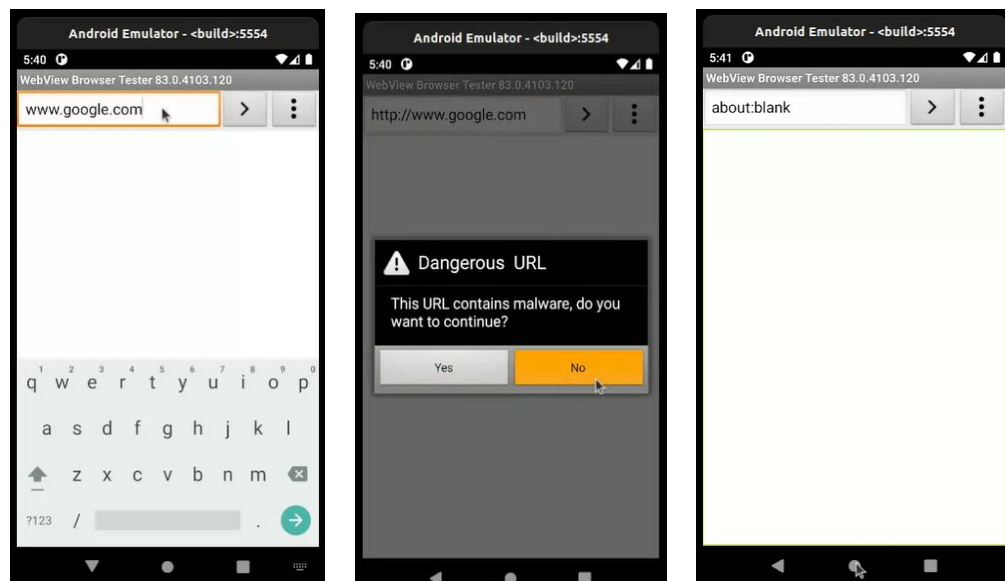 Android Emulator - <build>:5554
5:40
WebView Browser Tester 83.0.4103.120
www.google.com >
1 2 3 4 5 6 7 8 9 0
q w e r t y u i o p
a s d f g h j k l
z x c v b n m
?123 / .
Android Emulator - <build>:5554
5:40
WebView Browser Tester 83.0.4103.120
http://www.google.com >
Dangerous URL
This URL contains malware, do you
want to continue?
Yes No
Android Emulator - <build>:5554
5:41
WebView Browser Tester 83.0.4103.120
about:blank >